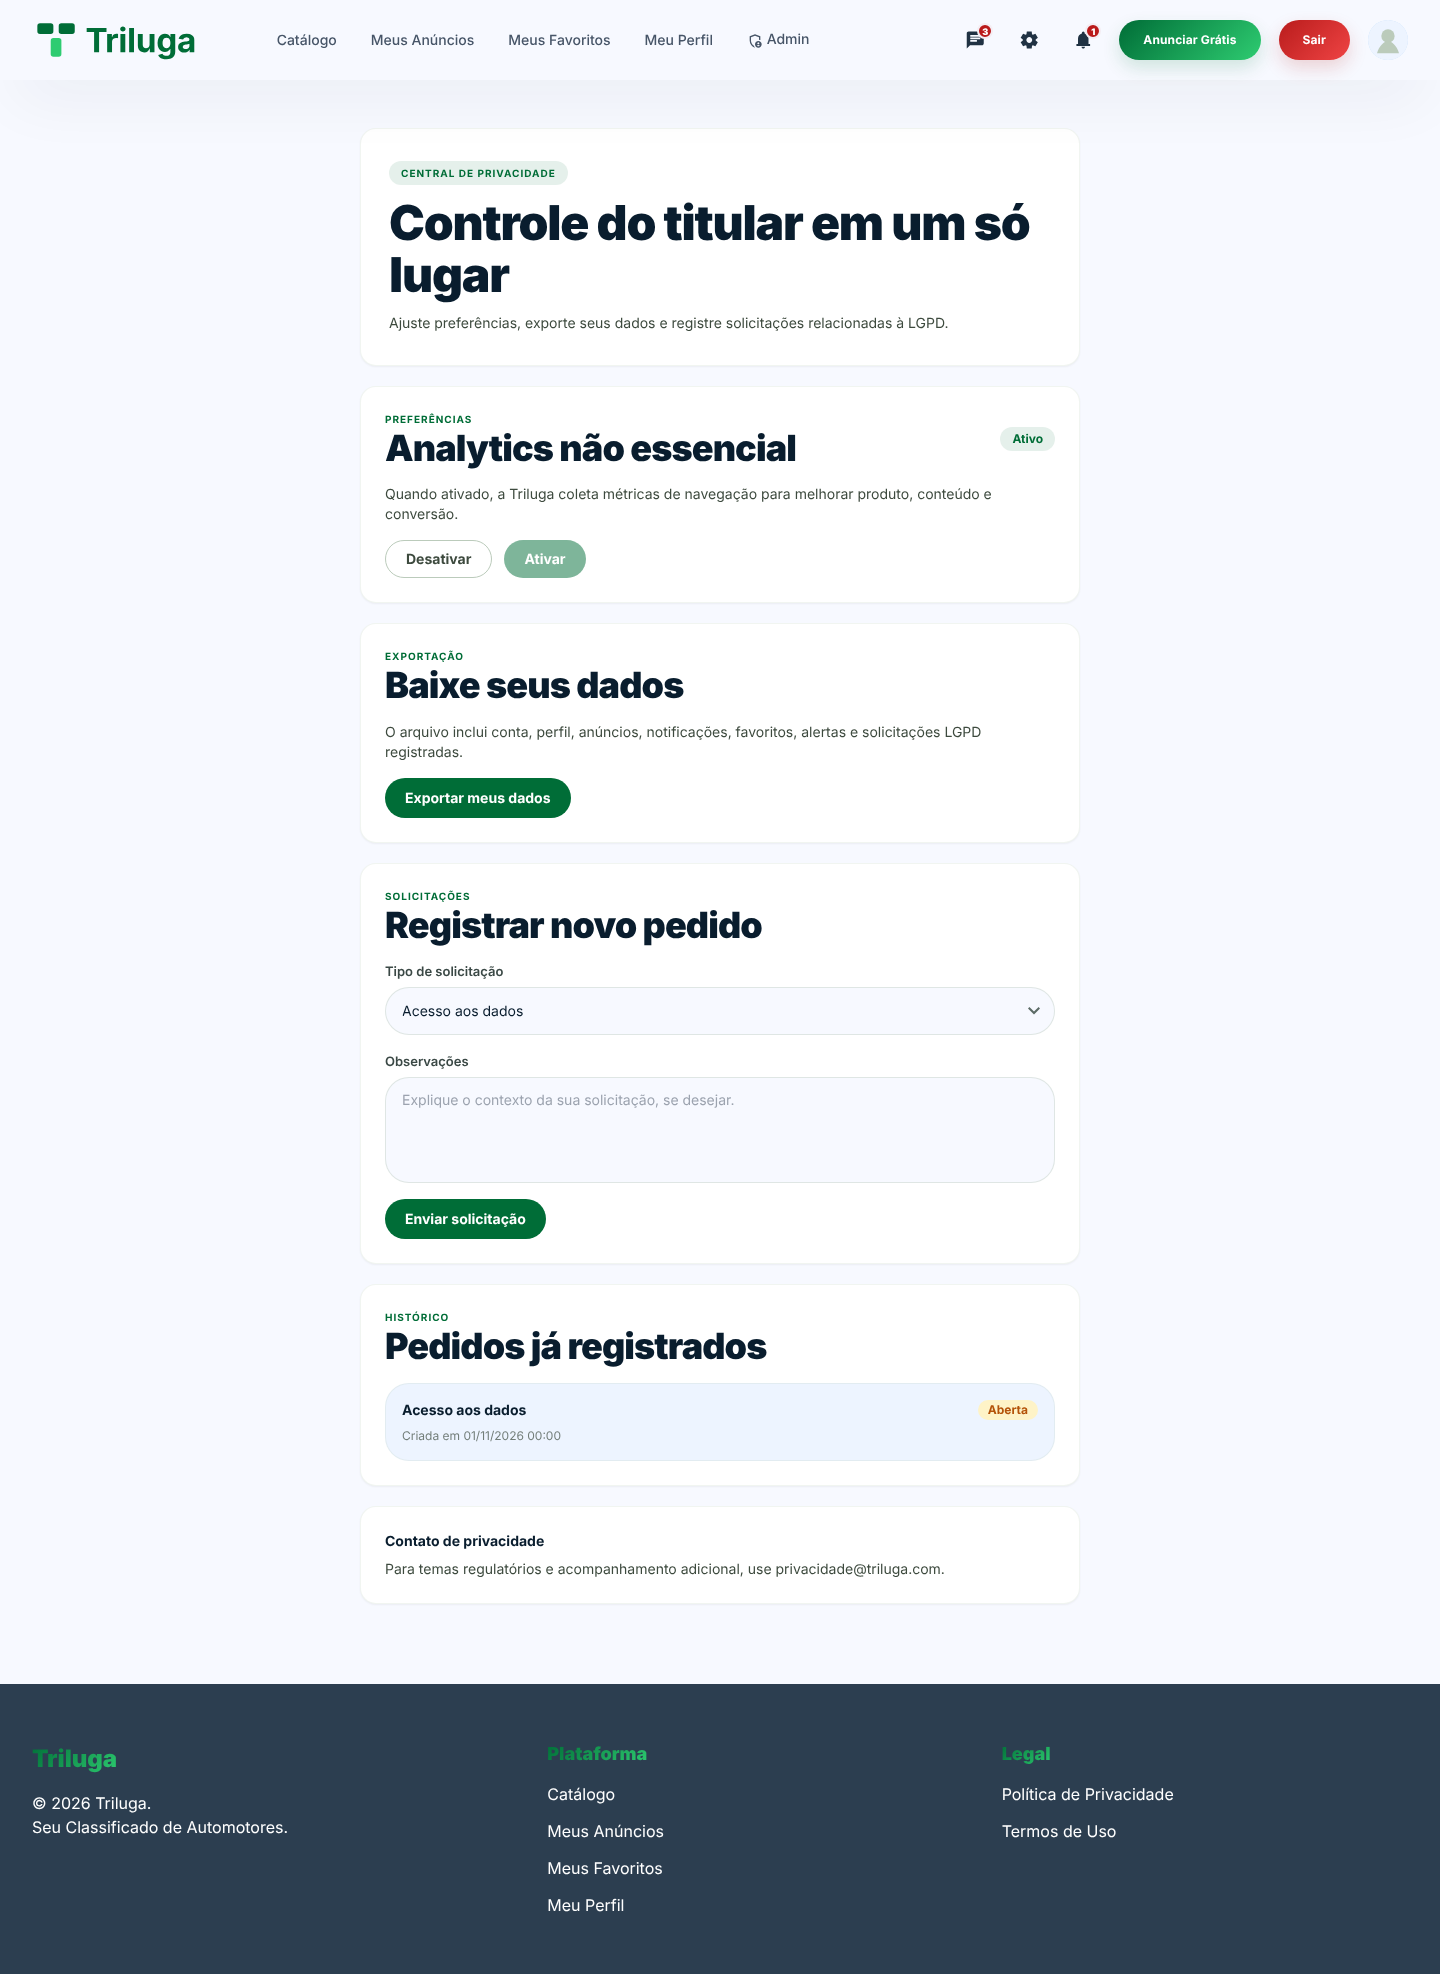 Triluga
Catálogo
Meus Anúncios
Meus Favoritos
Meu Perfil
Admin
3
1
Anunciar Grátis
Sair
CENTRAL DE PRIVACIDADE
Controle do titular em um só
lugar
Ajuste preferências, exporte seus dados e registre solicitações relacionadas à LGPD.
PREFERÊNCIAS
Analytics não essencial
Ativo
Quando ativado, a Triluga coleta métricas de navegação para melhorar produto, conteúdo e
conversão.
Desativar
Ativar
EXPORTAÇÃO
Baixe seus dados
O arquivo inclui conta, perfil, anúncios, notificações, favoritos, alertas e solicitações LGPD
registradas.
Exportar meus dados
SOLICITAÇÕES
Registrar novo pedido
Tipo de solicitação
Acesso aos dados
Observações
Explique o contexto da sua solicitação, se desejar.
Enviar solicitação
HISTÓRICO
Pedidos já registrados
Acesso aos dados
Aberta
Criada em 01/11/2026 00:00
Contato de privacidade
Para temas regulatórios e acompanhamento adicional, use privacidade@triluga.com.
Triluga
© 2026 Triluga.
Seu Classificado de Automotores.
Plataforma
Catálogo
Meus Anúncios
Meus Favoritos
Meu Perfil
Legal
Política de Privacidade
Termos de Uso